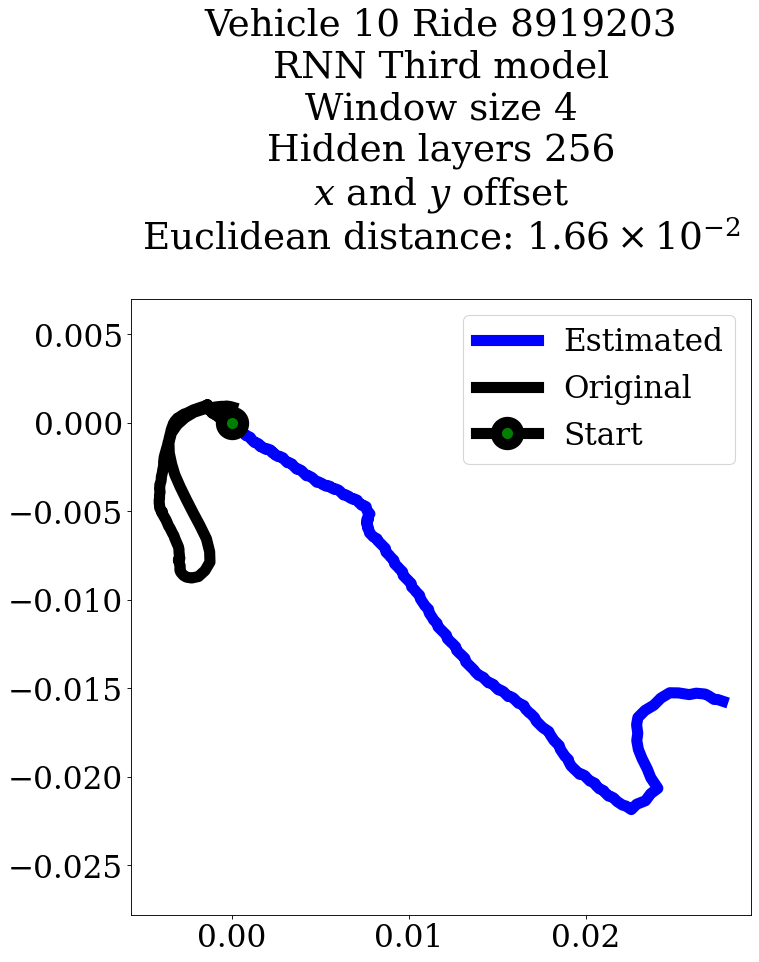 Vehicle 10 Ride 8919203
RNN Third model
Window size 4
Hidden layers 256
x and y offset
Euclidean distance: 1.66 × 10⁻²
Estimated
Original
Start
0.005
0.000
−0.005
−0.010
−0.015
−0.020
−0.025
0.00 0.01 0.02